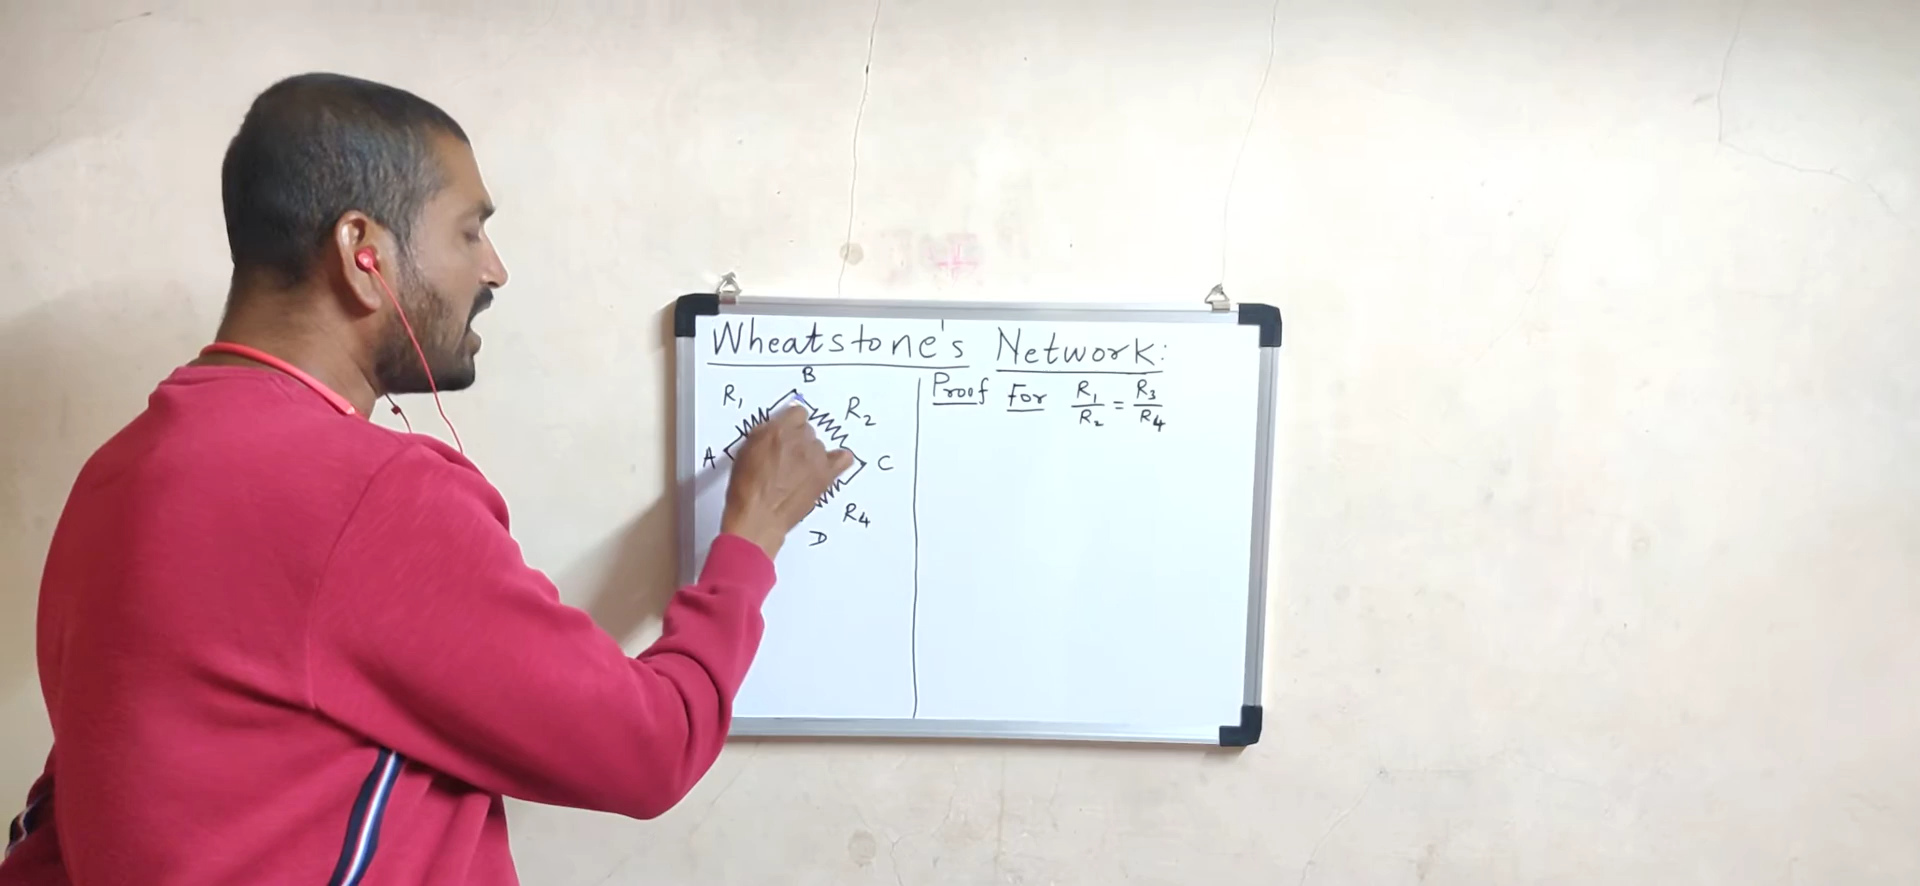 Wheatstone's Network:
B
R₁
R₂
A
C
R₄
D
Proof For R₁/R₂ = R₃/R₄